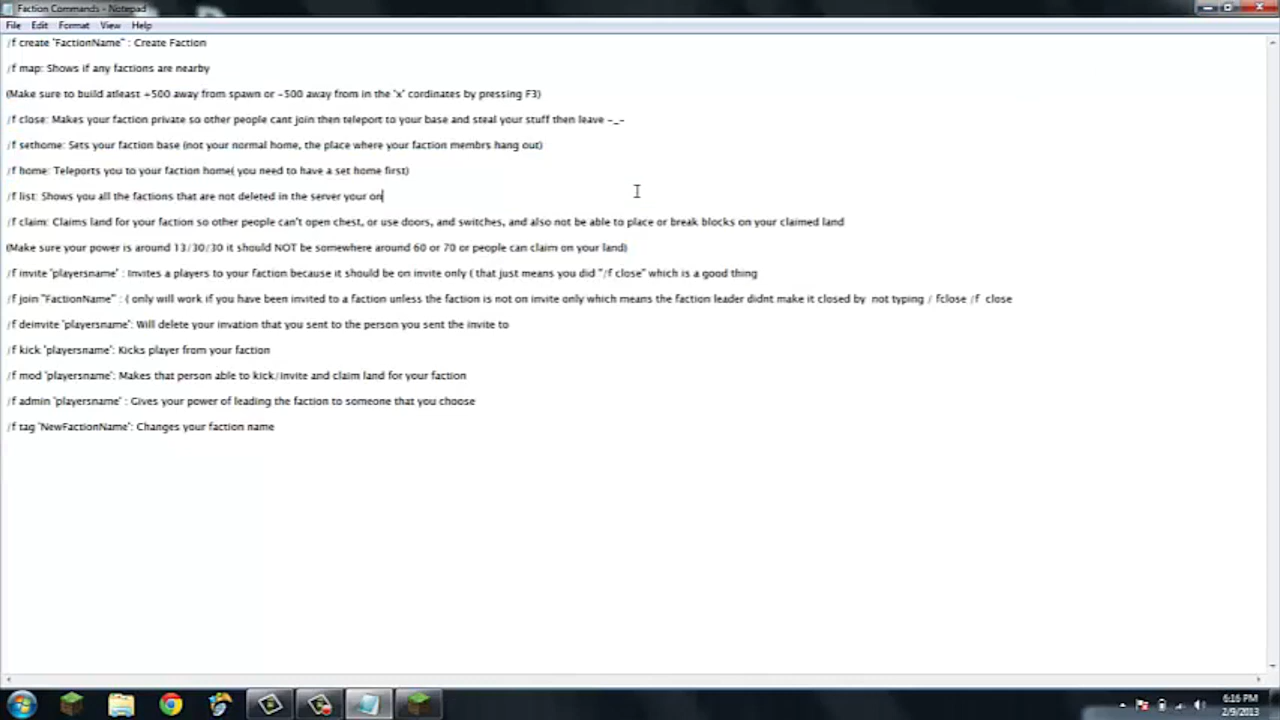 Faction Commands - Notepad
File Edit Format View Help
/f create "FactionName" : Create Faction
/f map: Shows if any factions are nearby
(Make sure to build atleast +500 away from spawn or -500 away from in the 'x' cordinates by pressing F3)
/f close: Makes your faction private so other people cant join then teleport to your base and steal your stuff then leave -_-
/f sethome: Sets your faction base (not your normal home, the place where your faction membrs hang out)
/f home: Teleports you to your faction home( you need to have a set home first)
/f list: Shows you all the factions that are not deleted in the server your on
/f claim: Claims land for your faction so other people can't open chest, or use doors, and switches, and also not be able to place or break blocks on your claimed land
(Make sure your power is around 13/30/30 it should NOT be somewhere around 60 or 70 or people can claim on your land)
/f invite "playersname" : Invites a players to your faction because it should be on invite only ( that just means you did "/f close" which is a good thing
/f join "FactionName" : ( only will work if you have been invited to a faction unless the faction is not on invite only which means the faction leader didnt make it closed by  not typing / fclose /f  close
/f deinvite "playersname": Will delete your invation that you sent to the person you sent the invite to
/f kick "playersname": Kicks player from your faction
/f mod "playersname": Makes that person able to kick/invite and claim land for your faction
/f admin "playersname" : Gives your power of leading the faction to someone that you choose
/f tag "NewFactionName": Changes your faction name
6:16 PM
2/9/2013